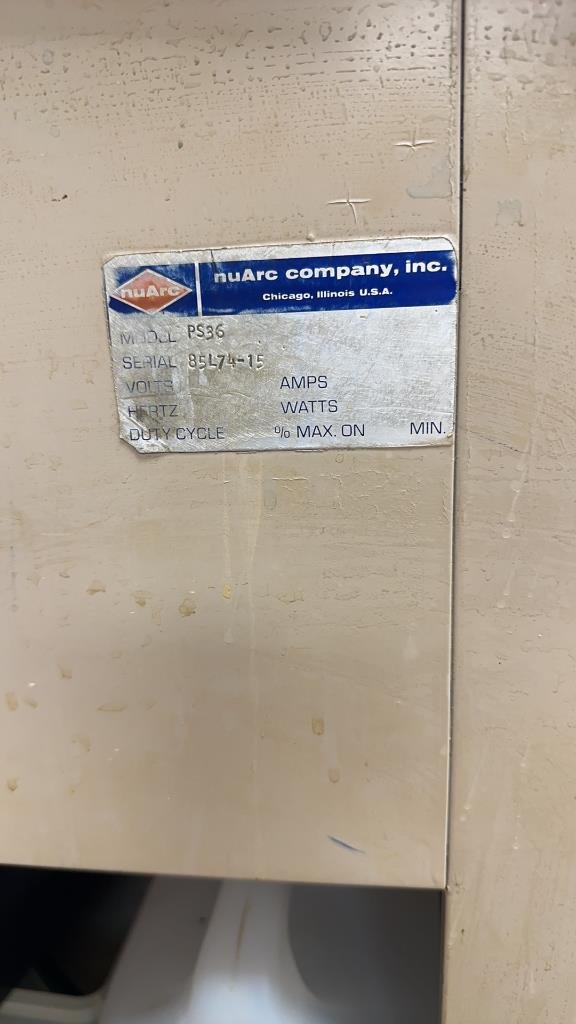 nuArc
nuArc company, inc.
Chicago, Illinois U.S.A.
MODEL PS36
SERIAL 85L74-15
VOLTS AMPS
HERTZ WATTS
DUTY CYCLE % MAX. ON MIN.